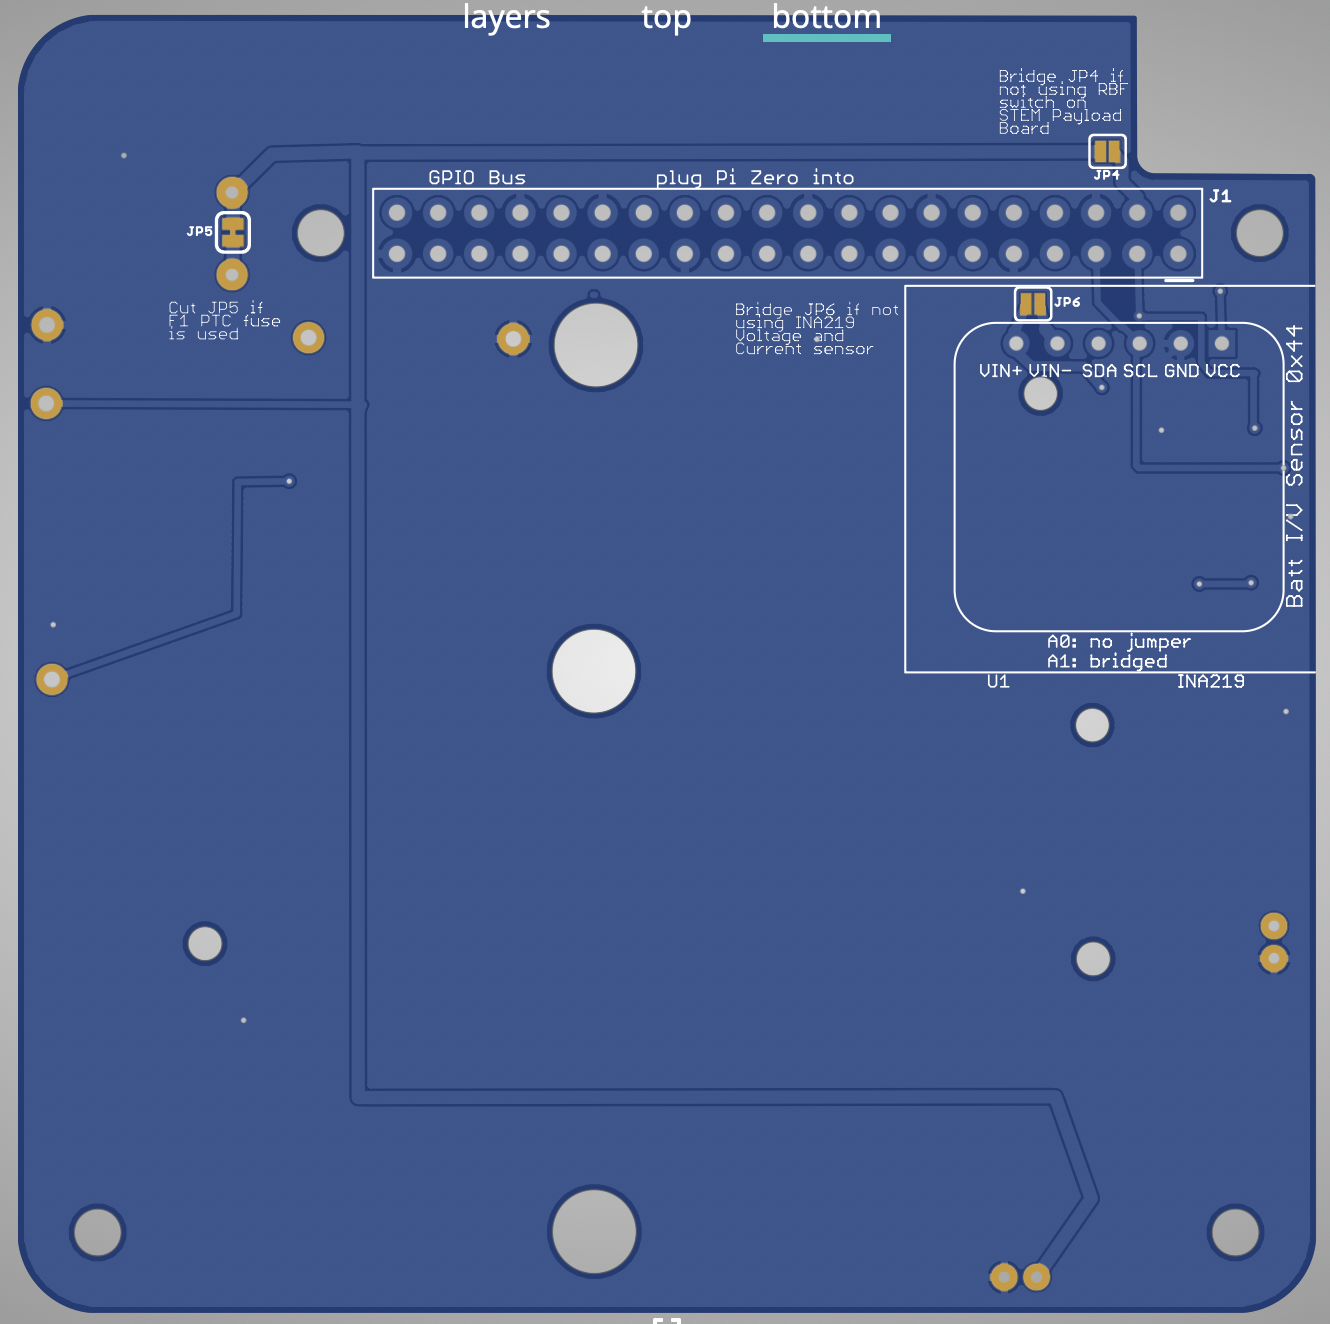 layers top bottom
Bridge JP4 if
not using RBF
switch on
STEM Payload
Board
JP4
GPIO Bus plug Pi Zero into
J1
JP5
Cut JP5 if
F1 PTC fuse
is used
Bridge JP6 if not
using INA219
Voltage and
Current sensor
JP6
VIN+ VIN- SDA SCL GND VCC
Batt I/V Sensor 0x44
A0: no jumper
A1: bridged
U1 INA219